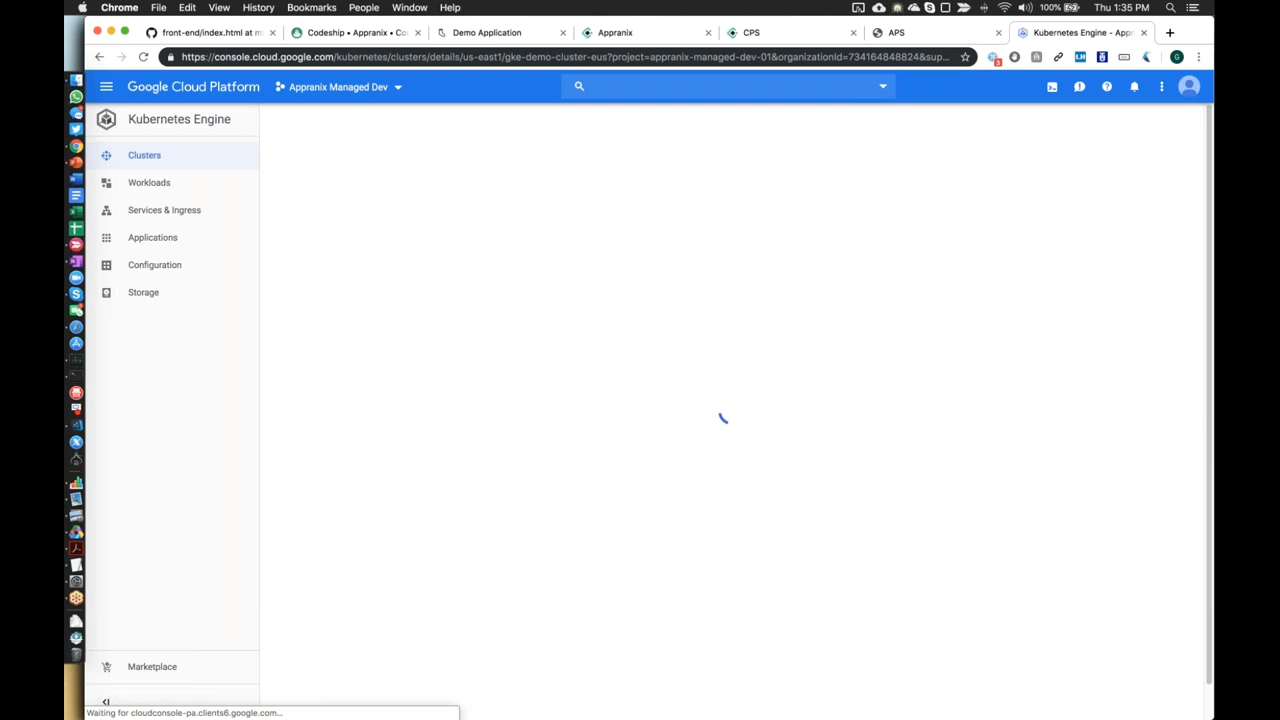 Chrome File Edit View History Bookmarks People Window Help 100% Thu 1:35 PM
front-end/index.html at m Codeship • Appranix • Co Demo Application Appranix CPS APS Kubernetes Engine - Appr
https://console.cloud.google.com/kubernetes/clusters/details/us-east1/gke-demo-cluster-eus?project=appranix-managed-dev-01&organizationId=734164848824&sup...
Google Cloud Platform Appranix Managed Dev
Kubernetes Engine
Clusters
Workloads
Services & Ingress
Applications
Configuration
Storage
Marketplace
Waiting for cloudconsole-pa.clients6.google.com...